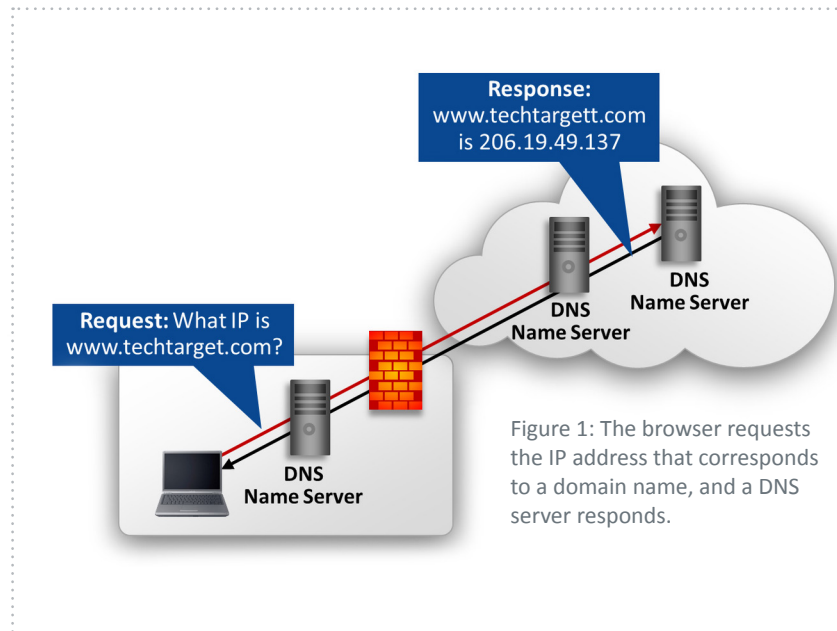 Response:
www.techtargett.com
is 206.19.49.137
DNS
Name Server
DNS
Name Server
Request: What IP is
www.techtarget.com?
DNS
Name Server
Figure 1: The browser requests
the IP address that corresponds
to a domain name, and a DNS
server responds.